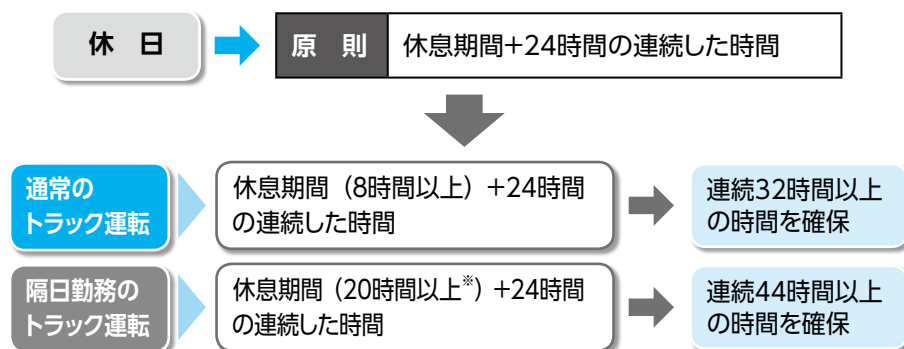 休 日
原 則
休息期間+24時間の連続した時間
通常の
トラック運転
休息期間（8時間以上）+24時間
の連続した時間
連続32時間以上
の時間を確保
隔日勤務の
トラック運転
休息期間（20時間以上※）+24時間
の連続した時間
連続44時間以上
の時間を確保